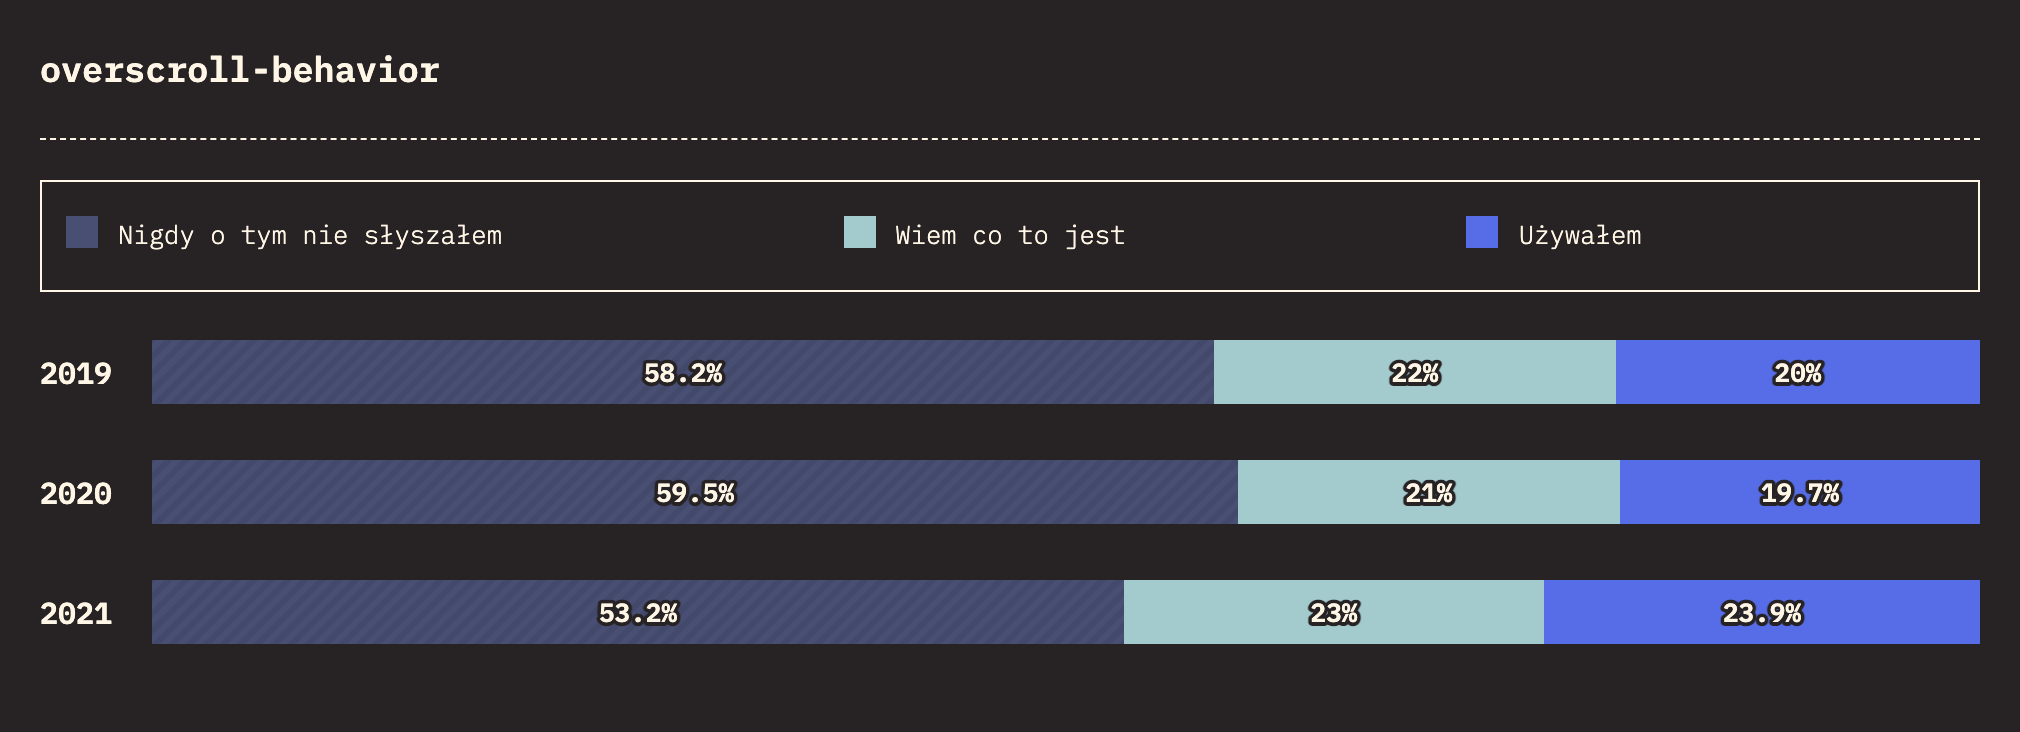 overscroll-behavior
Nigdy o tym nie słyszałem Wiem co to jest Używałem
2019 58.2% 22% 20%
2020 59.5% 21% 19.7%
2021 53.2% 23% 23.9%